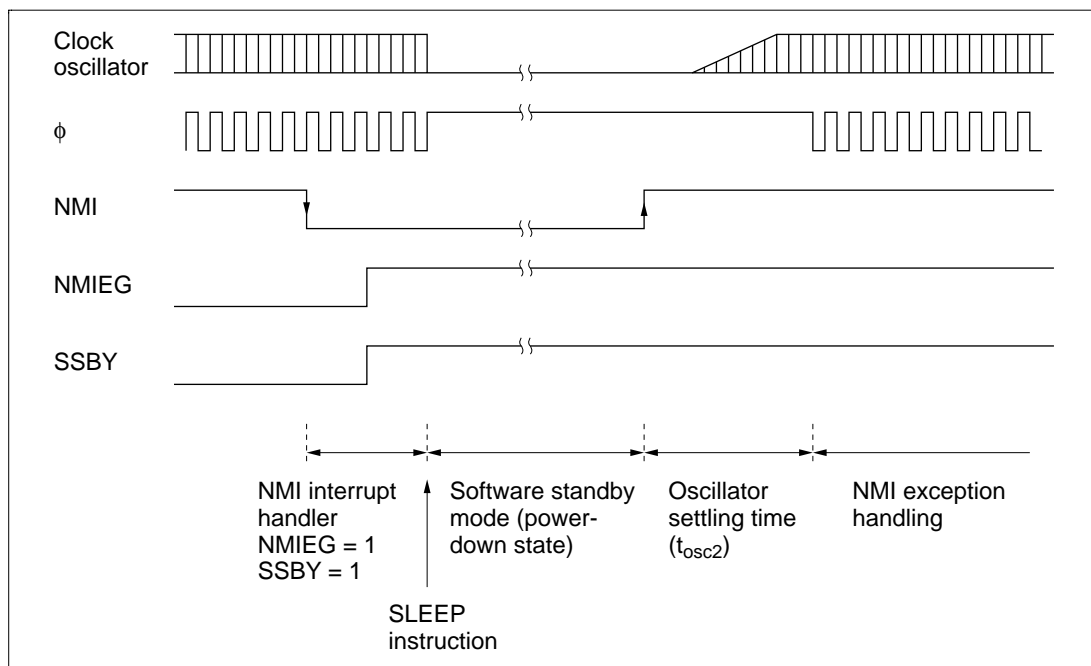 Clock
oscillator
φ
NMI
NMIEG
SSBY
NMI interrupt
handler
NMIEG = 1
SSBY = 1
Software standby
mode (power-
down state)
Oscillator
settling time
(tosc2)
NMI exception
handling
SLEEP
instruction